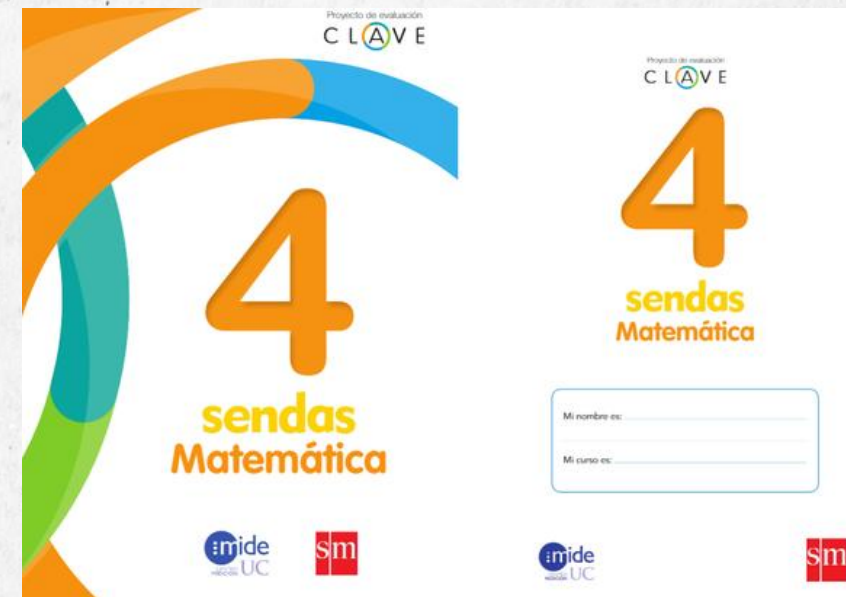 Proyecto de evaluación
CLAVE
4
sendas
Matemática
mide
UC
sm
Proyecto de evaluación
CLAVE
4
sendas
Matemática
Mi nombre es:
Mi curso es:
mide
UC
sm